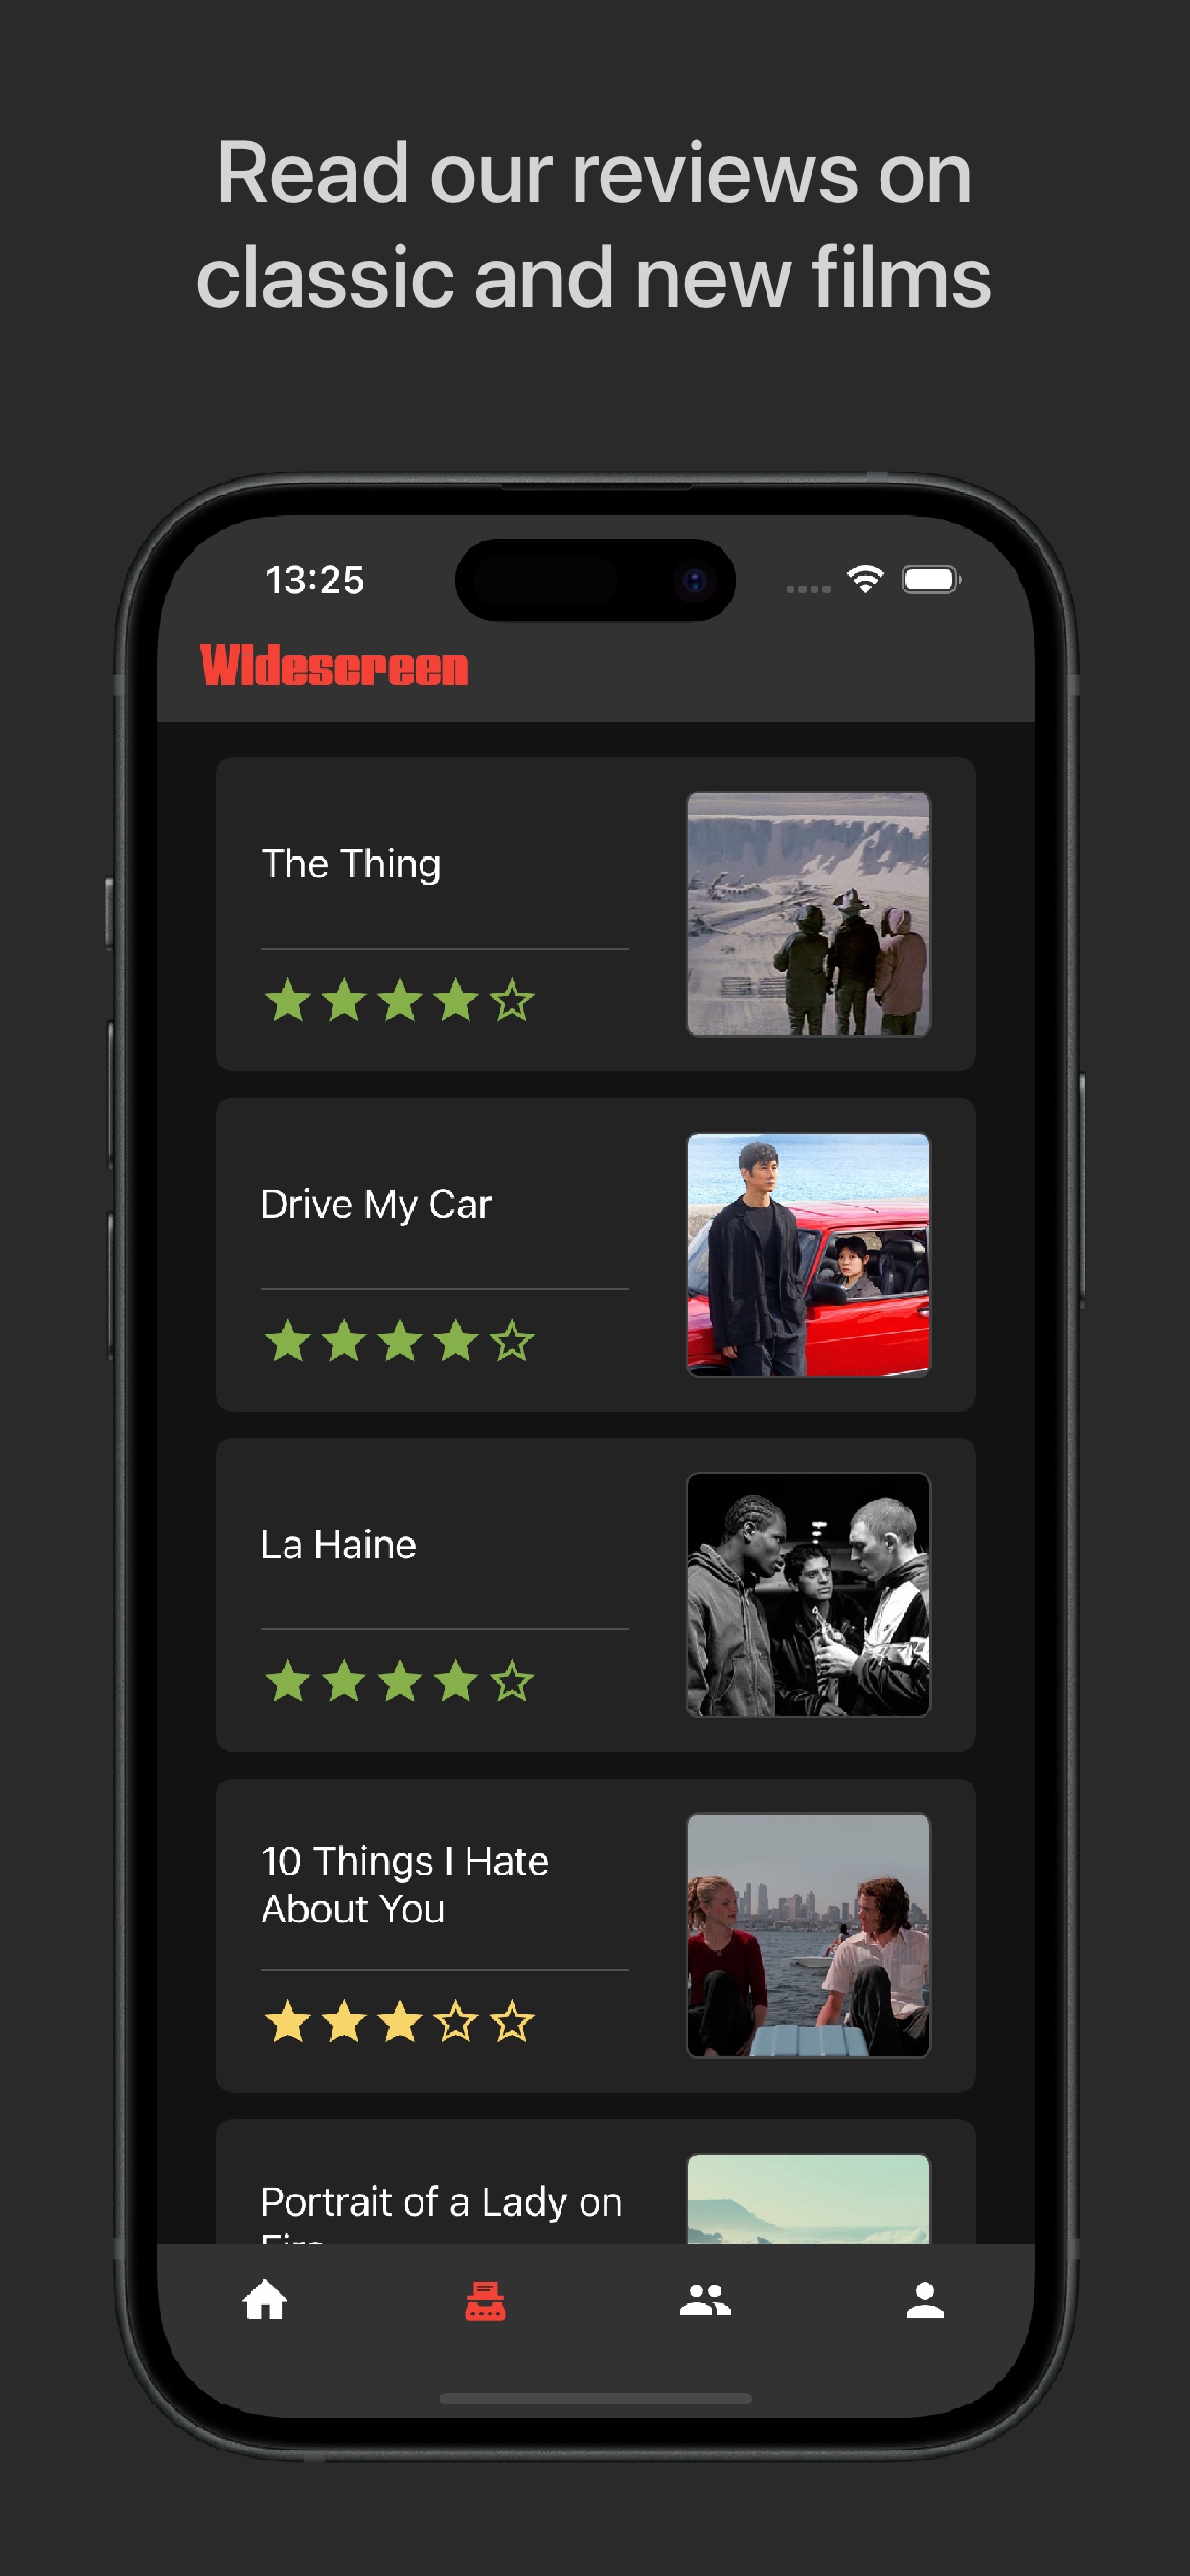 Read our reviews on
classic and new films
13:25
Widescreen
The Thing
Drive My Car
La Haine
10 Things I Hate
About You
Portrait of a Lady on